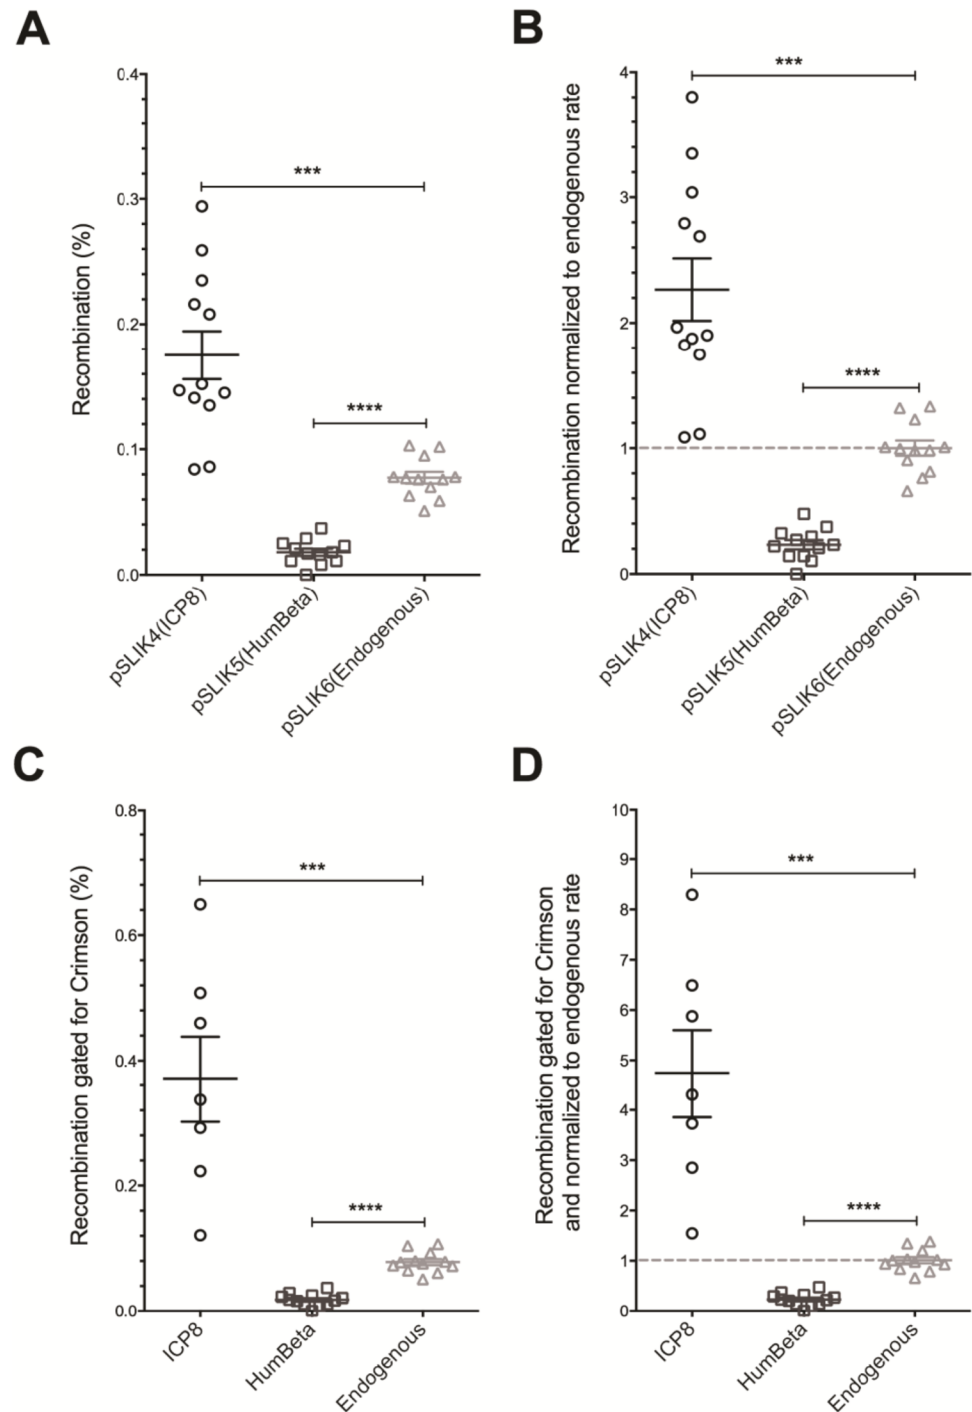 A
Recombination (%)
0.4
0.3
0.2
0.1
0.0
***
****
pSLIK4(ICP8)
pSLIK5(HumBeta)
pSLIK6(Endogenous)
B
Recombination normalized to endogenous rate
4
3
2
1
0
***
****
pSLIK4(ICP8)
pSLIK5(HumBeta)
pSLIK6(Endogenous)
C
Recombination gated for Crimson (%)
0.8
0.6
0.4
0.2
0.0
***
****
ICP8
HumBeta
Endogenous
D
Recombination gated for Crimson
and normalized to endogenous rate
10
9
8
7
6
5
4
3
2
1
0
***
****
ICP8
HumBeta
Endogenous